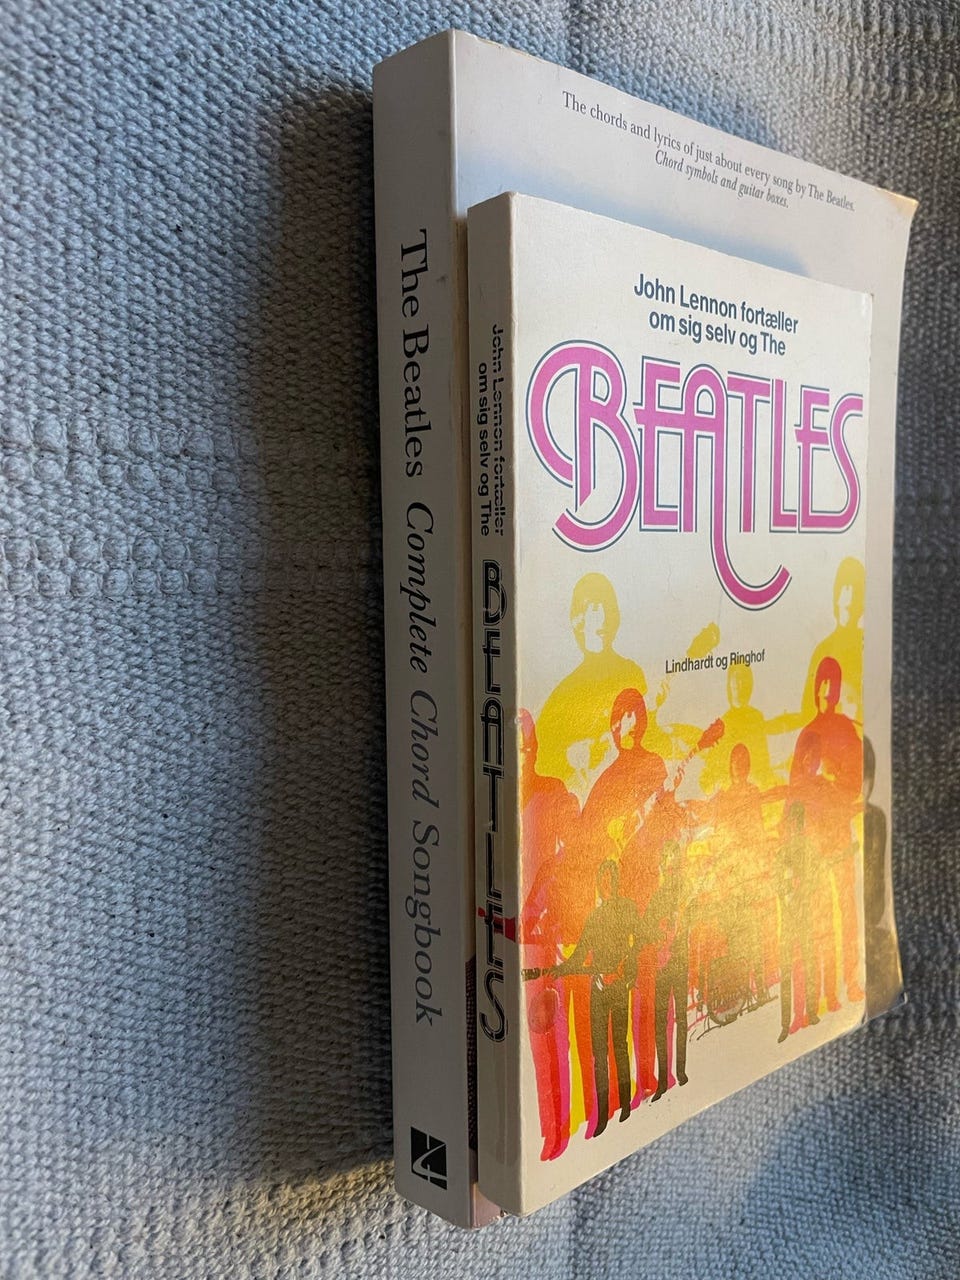 The chords and lyrics of just about every song by The Beatles.
Chord symbols and guitar boxes.
The Beatles Complete Chord Songbook
John Lennon fortæller
om sig selv og The
BEATLES
Lindhardt og Ringhof
John Lennon fortæller
om sig selv og The
BEATLES